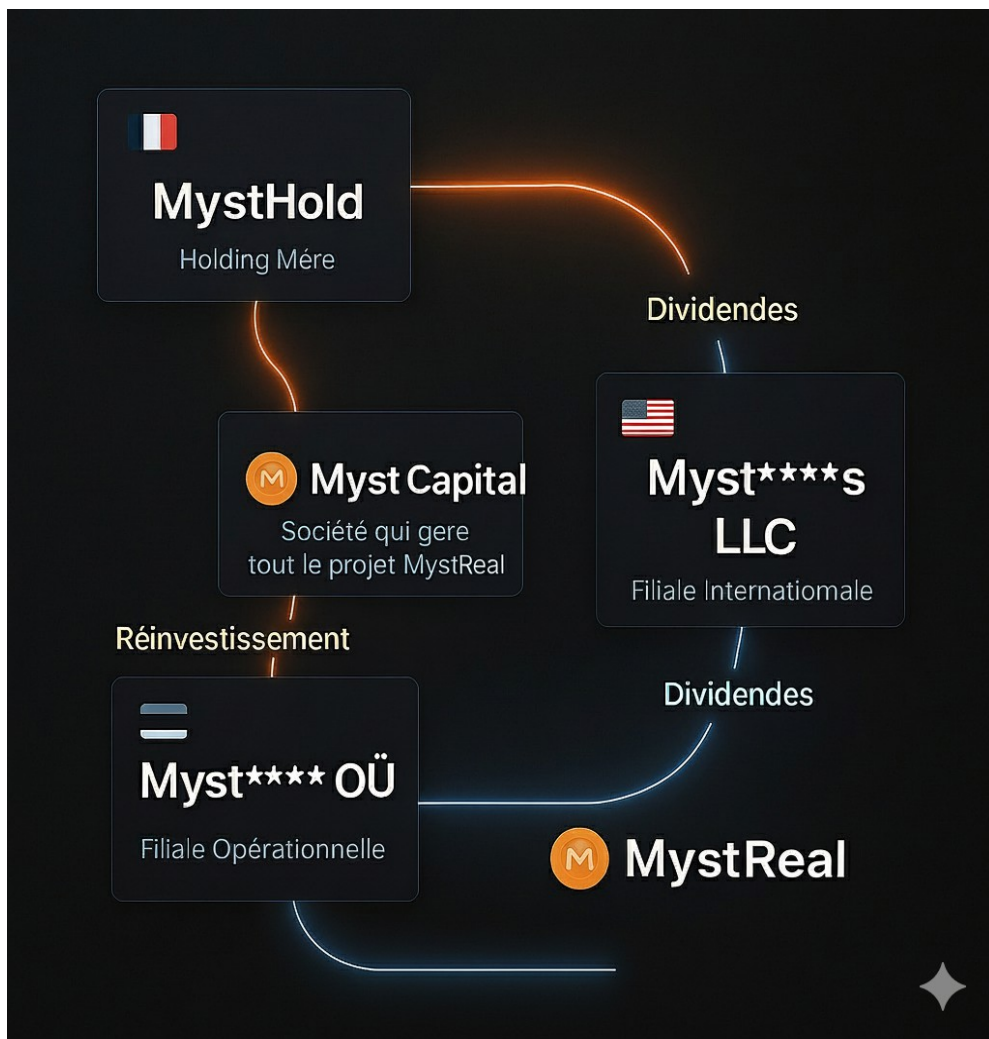 MystHold
Holding Mére
Dividendes
M
Myst Capital
Société qui gere
tout le projet MystReal
Myst****s
LLC
Filiale Internatiomale
Réinvestissement
Dividendes
Myst**** OÜ
Filiale Opérationnelle
M
MystReal